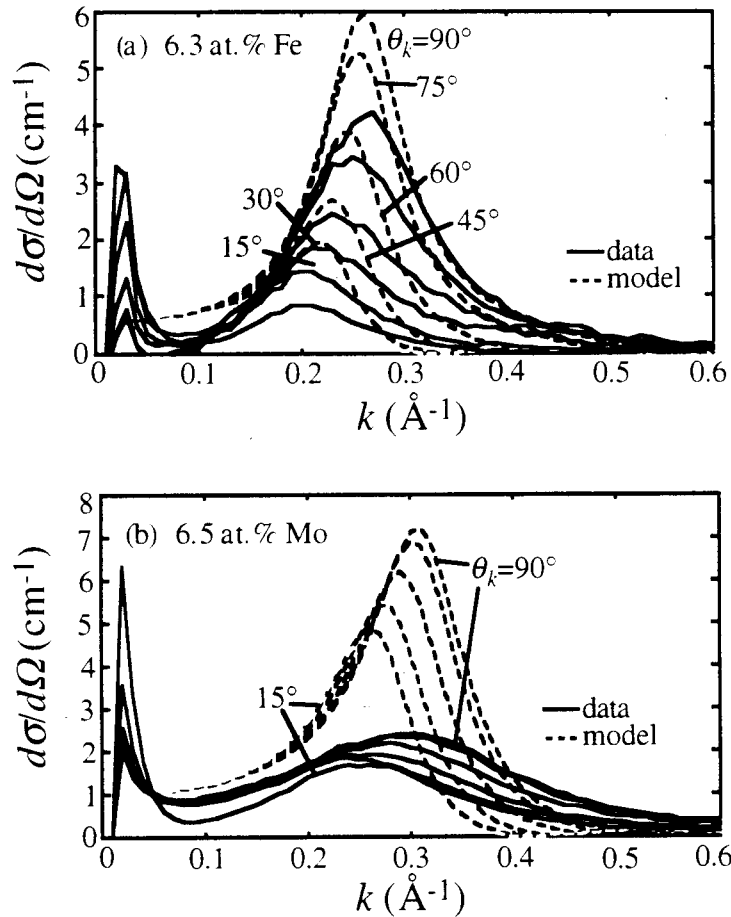 6
(a) 6.3 at.% Fe
θk=90°
5
75°
4
60°
3
30°
45°
2
15°
data
1
model
0
0 0.1 0.2 0.3 0.4 0.5 0.6
dσ/dΩ (cm-1)
k (Å-1)
8
7
(b) 6.5 at.% Mo
θk=90°
6
5
15°
4
3
data
2
model
1
0
0 0.1 0.2 0.3 0.4 0.5 0.6
dσ/dΩ (cm-1)
k (Å-1)